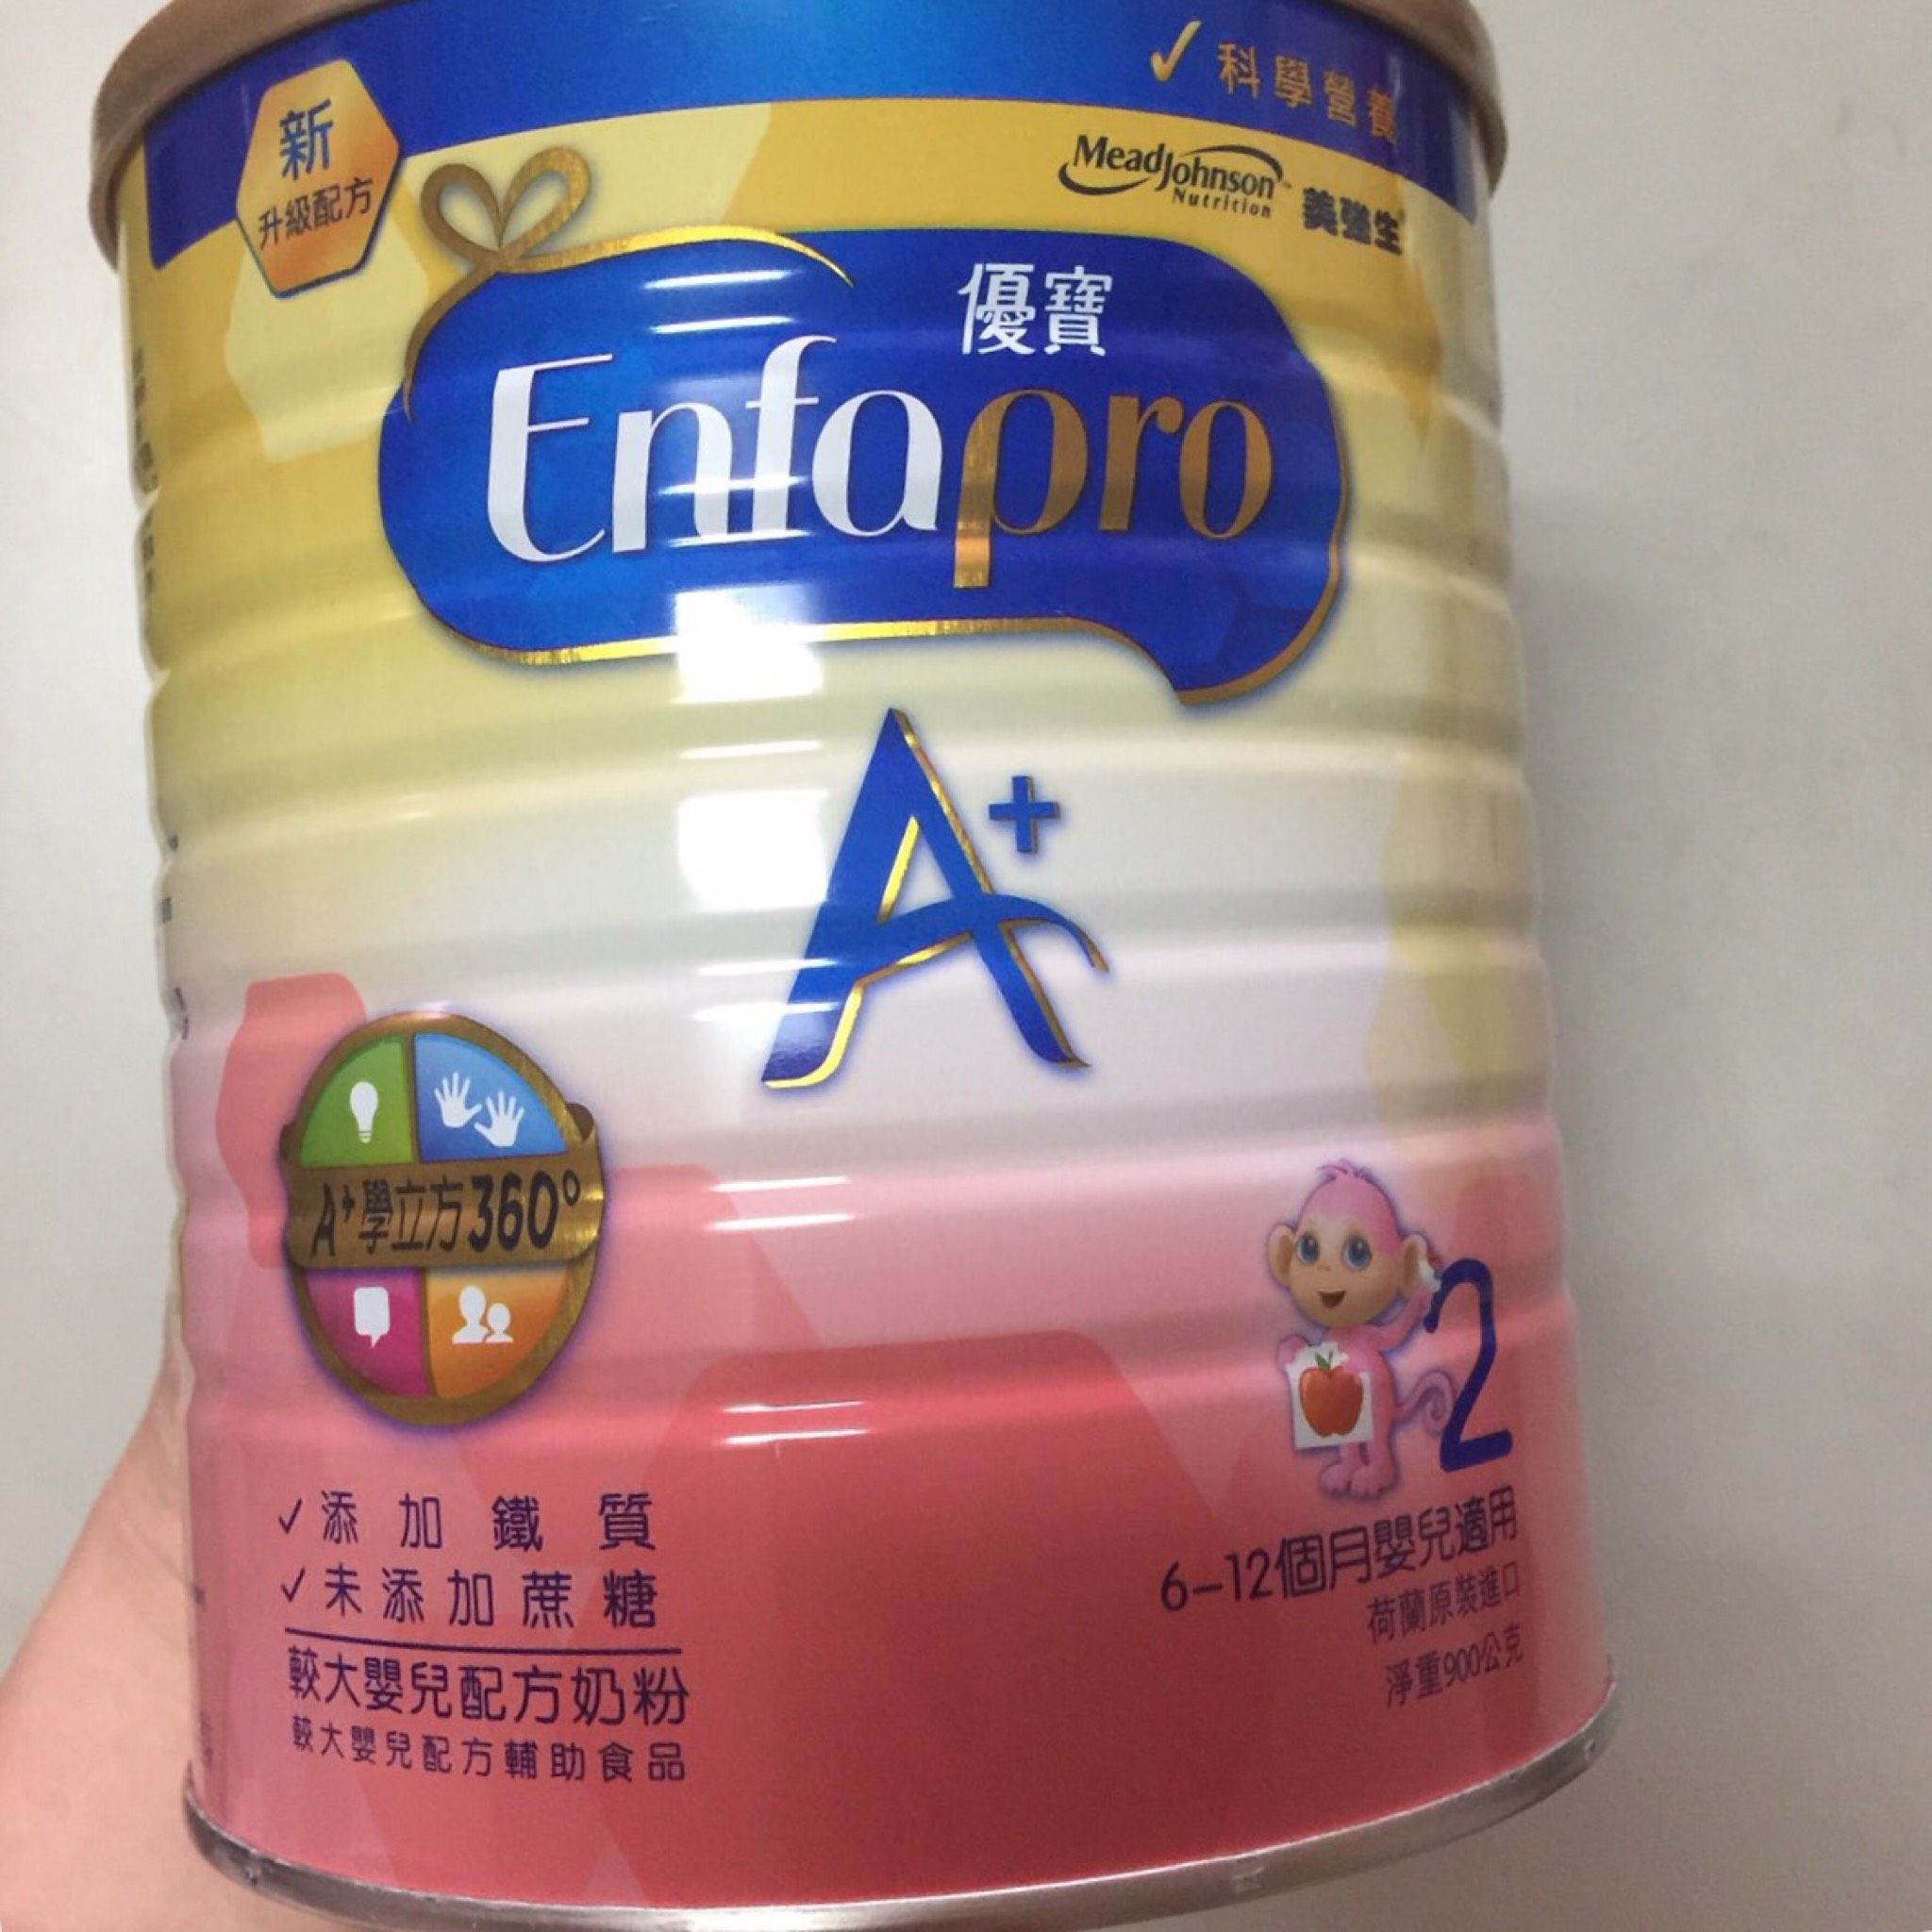 ✓科學營養
新
升級配方
MeadJohnson
Nutrition
美強生
優寶
Enfapro
A+
A+學立方360°
2
✓添加鐵質
✓未添加蔗糖
較大嬰兒配方奶粉
較大嬰兒配方輔助食品
6-12個月嬰兒適用
荷蘭原裝進口
淨重900公克